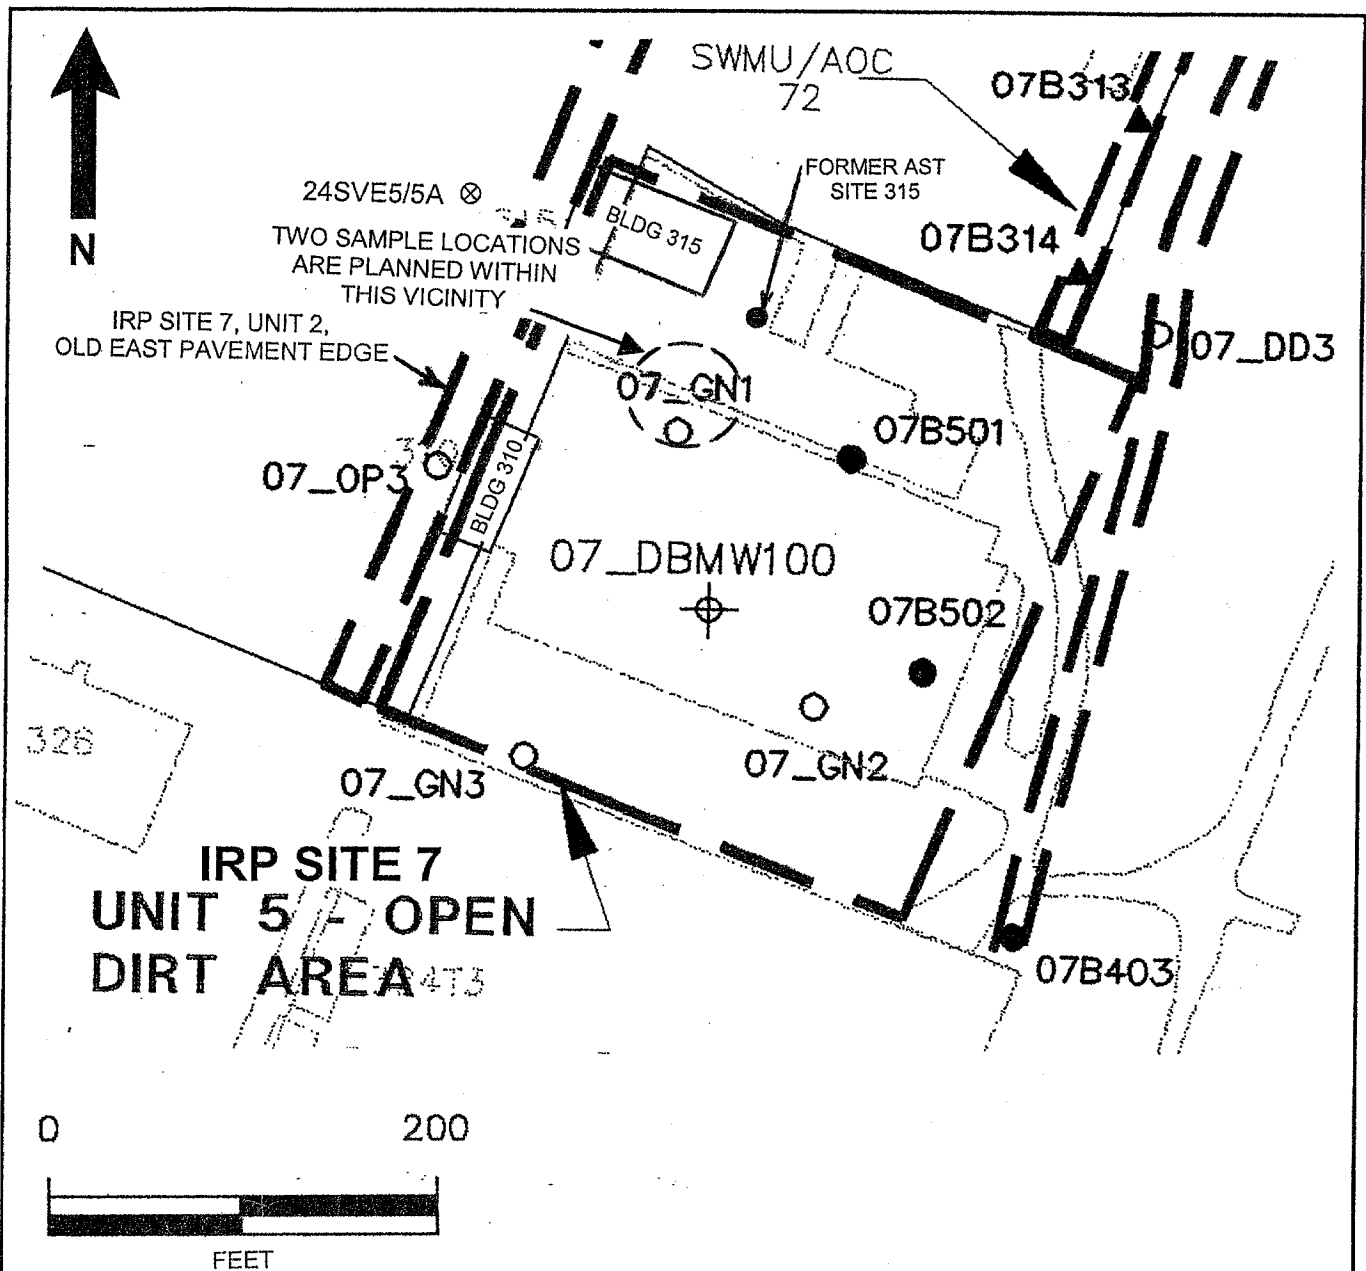 SWMU/AOC
72
07B313
FORMER AST
SITE 315
24SVE5/5A
BLDG 315
07B314
N
TWO SAMPLE LOCATIONS
ARE PLANNED WITHIN
THIS VICINITY
IRP SITE 7, UNIT 2,
OLD EAST PAVEMENT EDGE
07_DD3
07_GN1
07B501
07_OP3
BLDG 310
07_DBMW100
07B502
326
07_GN3
07_GN2
IRP SITE 7
UNIT 5 - OPEN
DIRT AREA
07B403
0 200
FEET